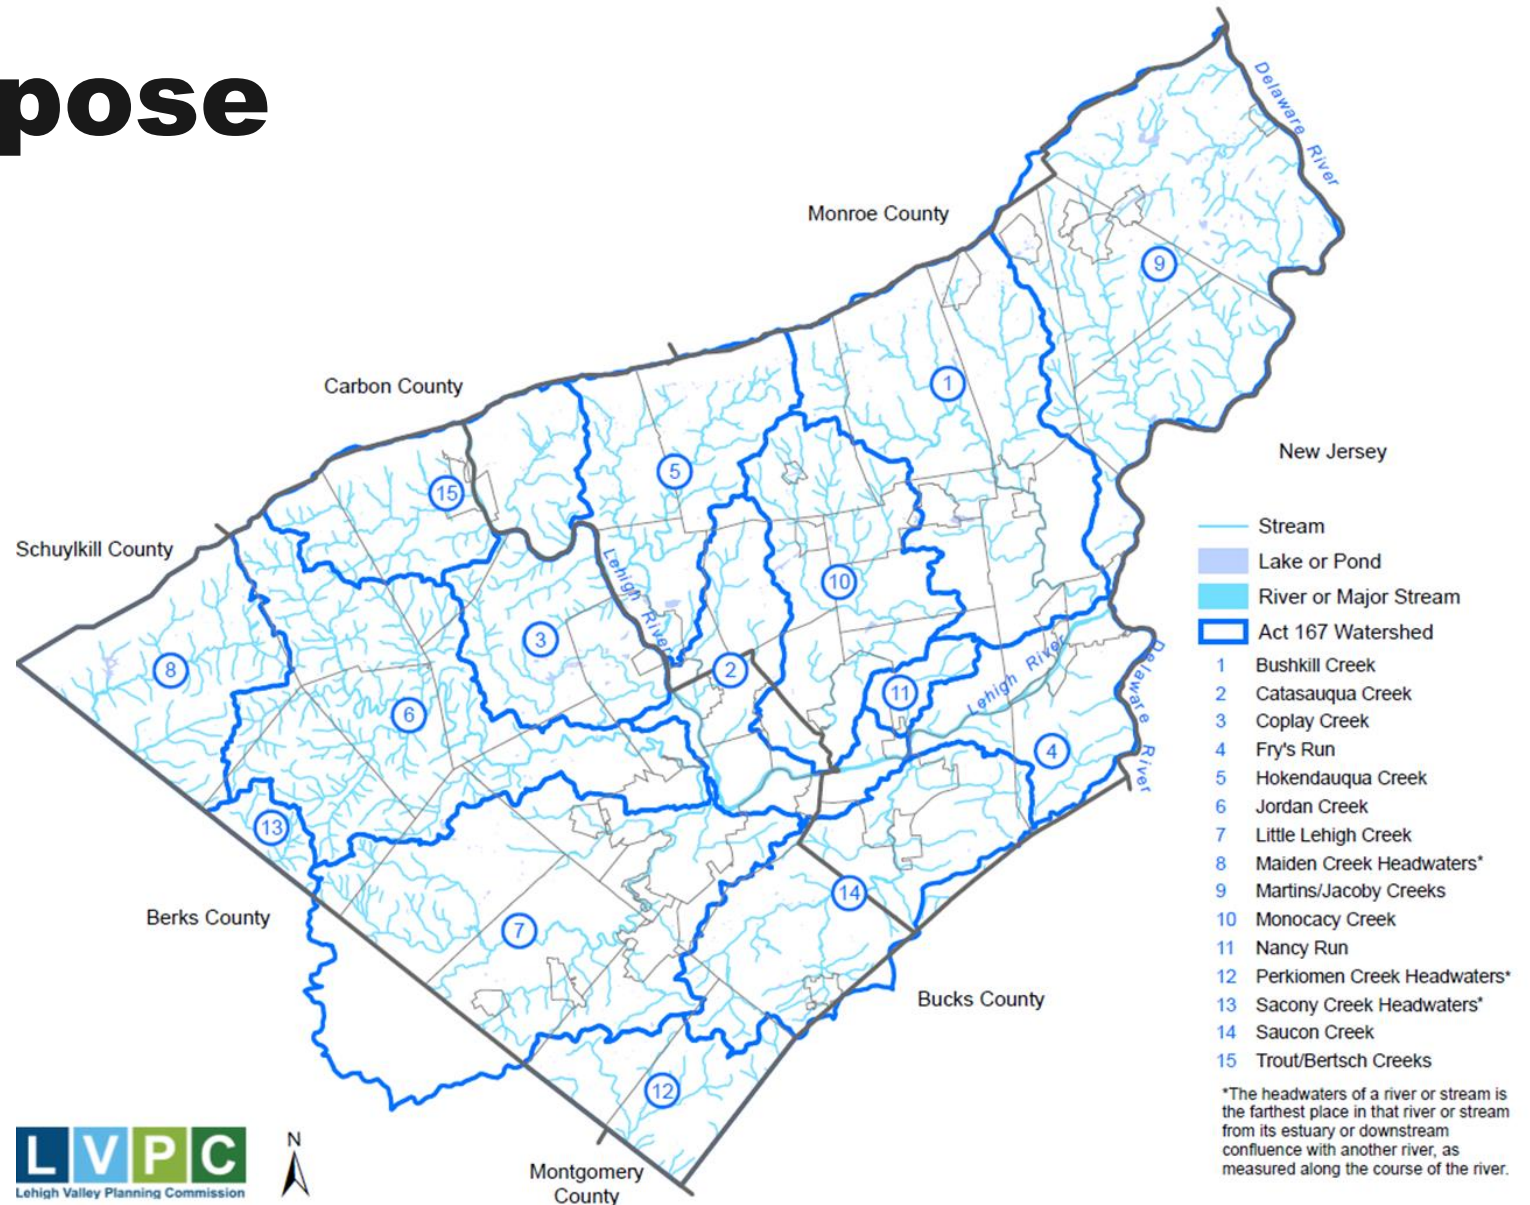 pose
Delaware River
Monroe County
9
1
Carbon County
New Jersey
5
15
Schuylkill County
Lehigh River
10
3
8
2
11
Lehigh River
6
Delaware River
4
13
14
Berks County
7
Bucks County
12
Montgomery
County
Stream
Lake or Pond
River or Major Stream
Act 167 Watershed
1 Bushkill Creek
2 Catasauqua Creek
3 Coplay Creek
4 Fry's Run
5 Hokendauqua Creek
6 Jordan Creek
7 Little Lehigh Creek
8 Maiden Creek Headwaters*
9 Martins/Jacoby Creeks
10 Monocacy Creek
11 Nancy Run
12 Perkiomen Creek Headwaters*
13 Sacony Creek Headwaters*
14 Saucon Creek
15 Trout/Bertsch Creeks
*The headwaters of a river or stream is
the farthest place in that river or stream
from its estuary or downstream
confluence with another river, as
measured along the course of the river.
LVPC
Lehigh Valley Planning Commission
N